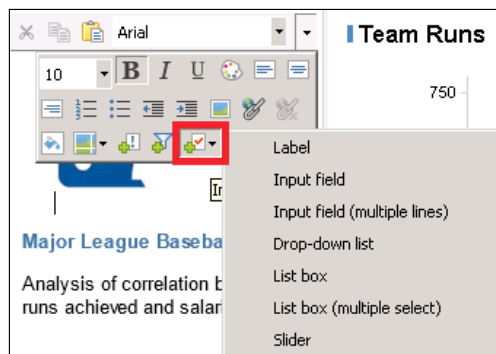 Arial
Team Runs
10
B I U
750
Label
Input field
Input field (multiple lines)
Drop-down list
List box
List box (multiple select)
Slider
Major League Baseba
Analysis of correlation b
runs achieved and salar